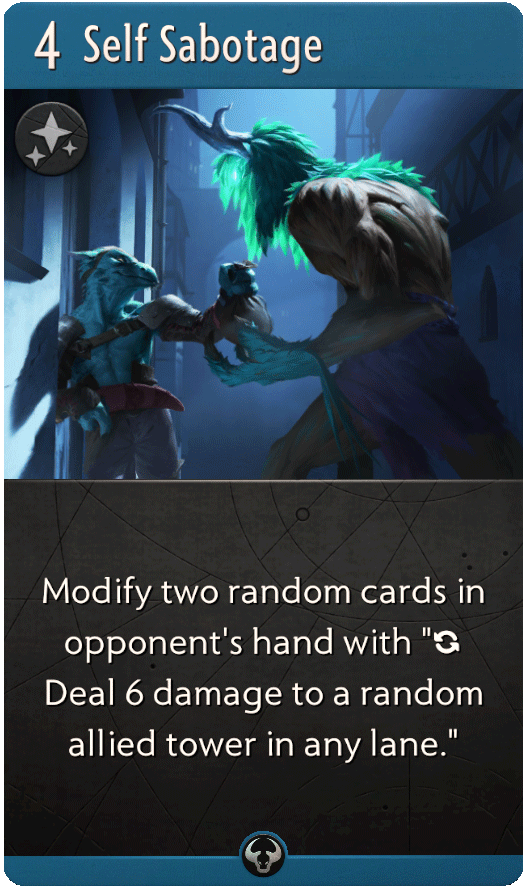 4 Self Sabotage
Modify two random cards in
opponent's hand with "
Deal 6 damage to a random
allied tower in any lane."